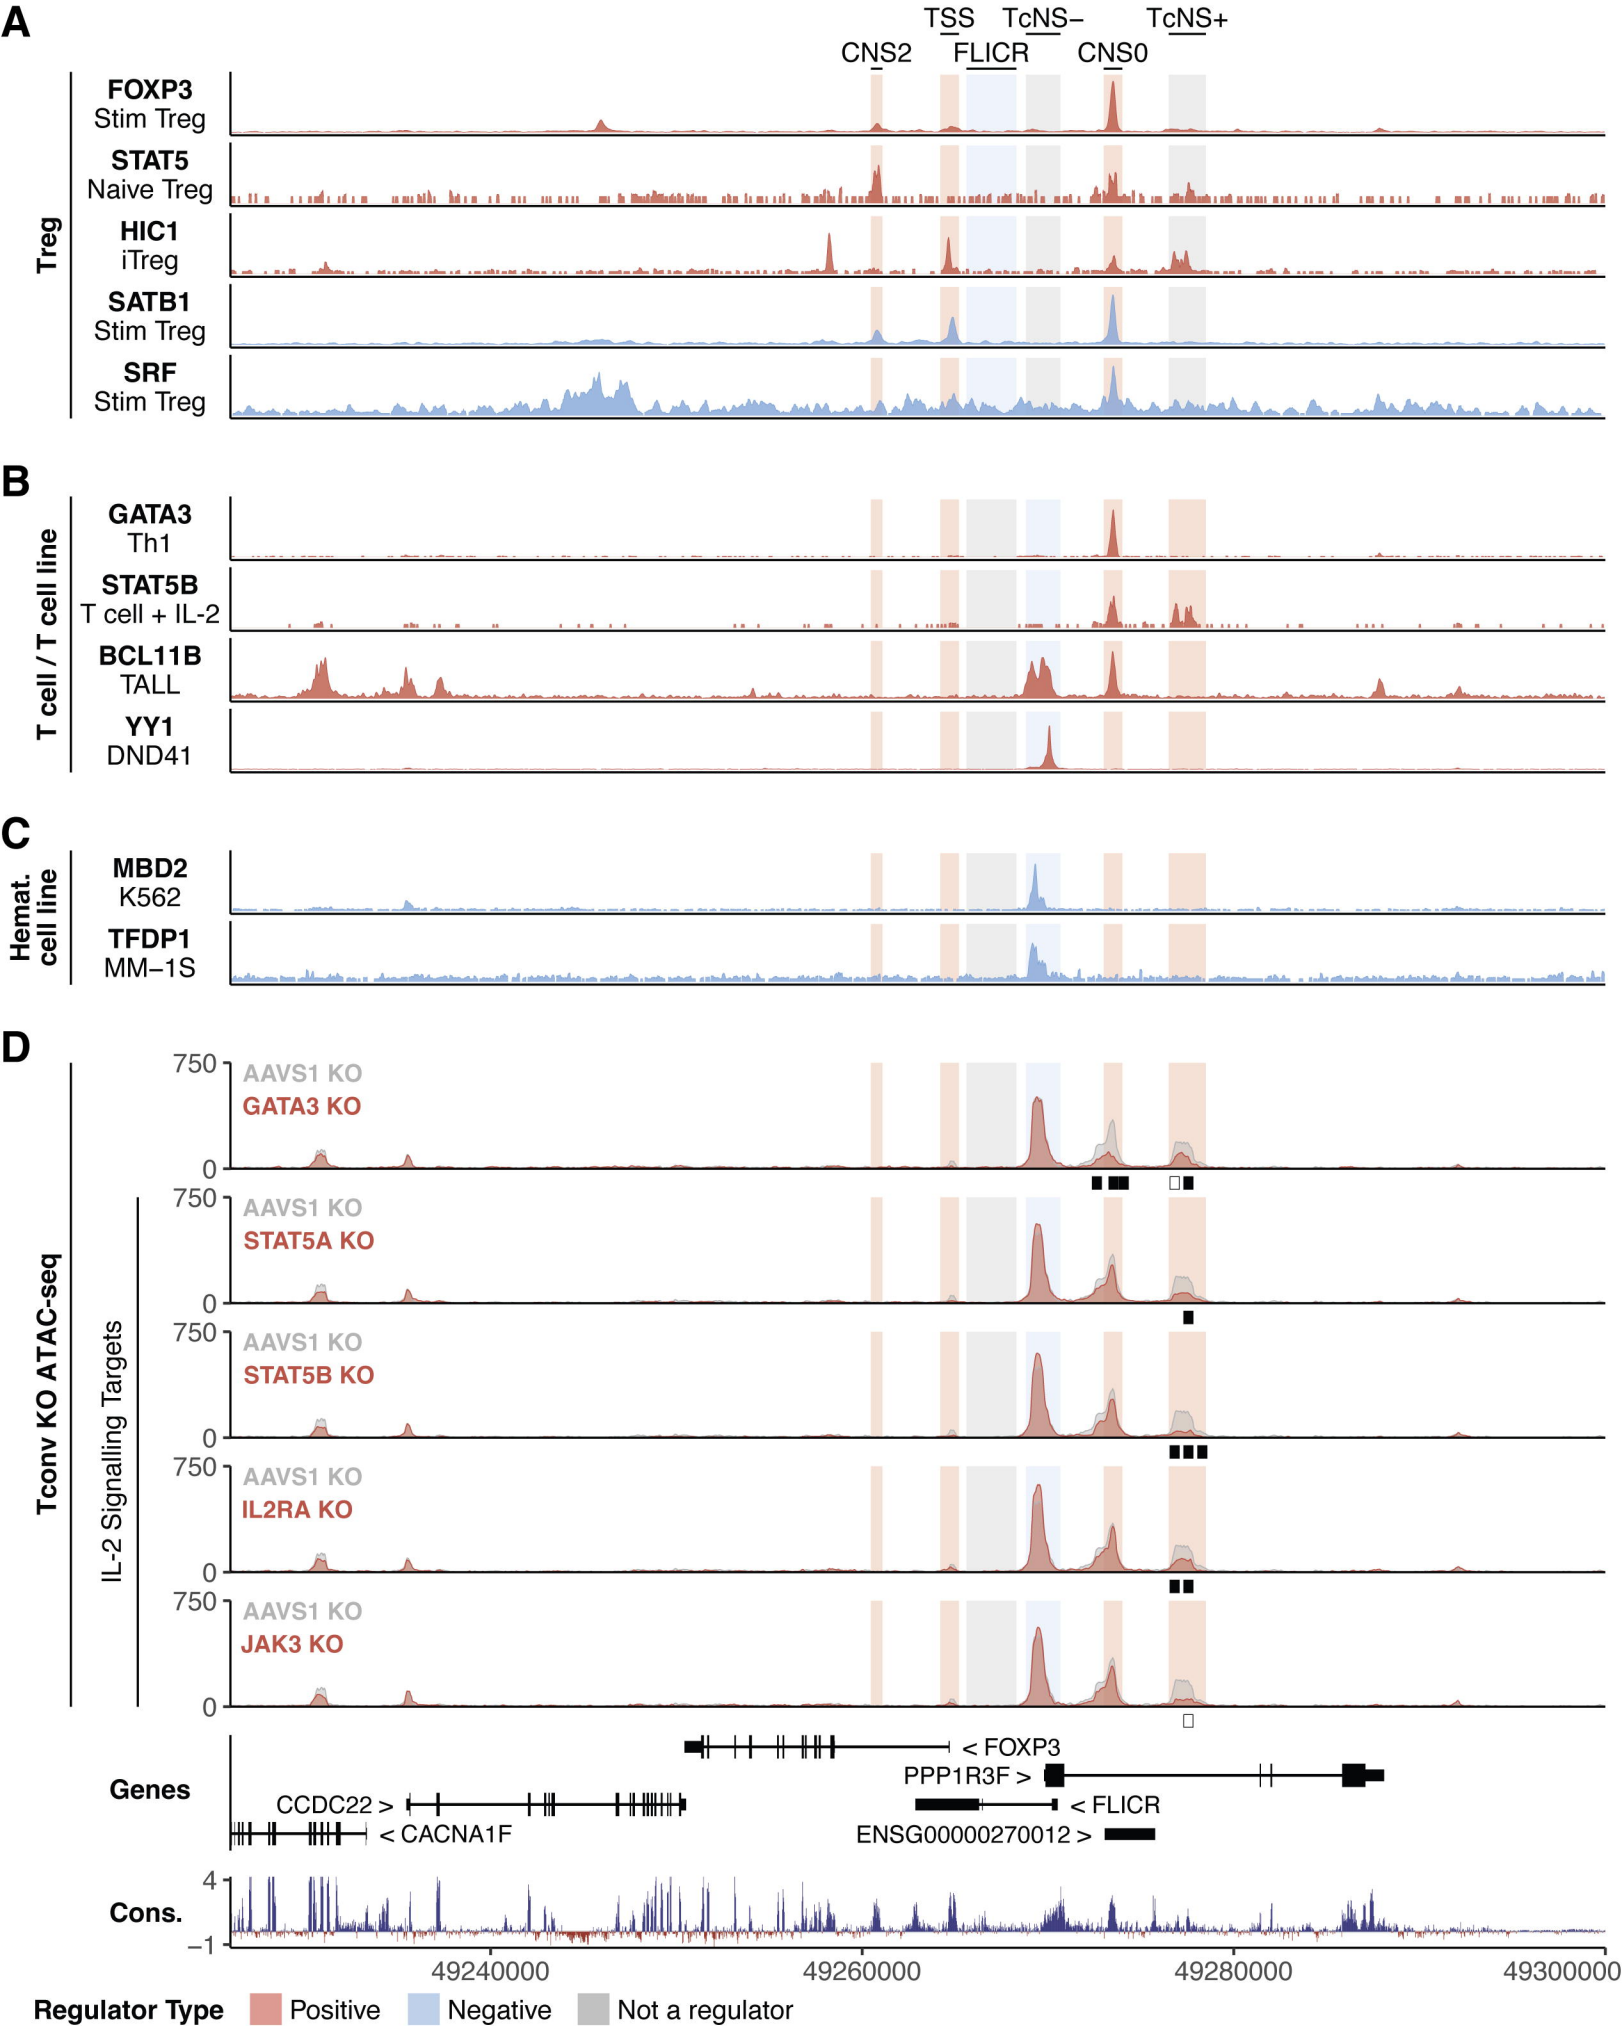 A
TSS TcNS− TcNS+
CNS2 FLICR CNS0
Treg
FOXP3
Stim Treg
STAT5
Naive Treg
HIC1
iTreg
SATB1
Stim Treg
SRF
Stim Treg
B
T cell / T cell line
GATA3
Th1
STAT5B
T cell + IL-2
BCL11B
TALL
YY1
DND41
C
Hemat.
cell line
MBD2
K562
TFDP1
MM−1S
D
Tconv KO ATAC-seq
IL-2 Signalling Targets
750
AAVS1 KO
GATA3 KO
0
750
AAVS1 KO
STAT5A KO
0
750
AAVS1 KO
STAT5B KO
0
750
AAVS1 KO
IL2RA KO
0
750
AAVS1 KO
JAK3 KO
0
Genes
< FOXP3
PPP1R3F >
CCDC22 > < FLICR
< CACNA1F ENSG00000270012 >
4
Cons.
−1
49240000 49260000 49280000 49300000
Regulator Type Positive Negative Not a regulator